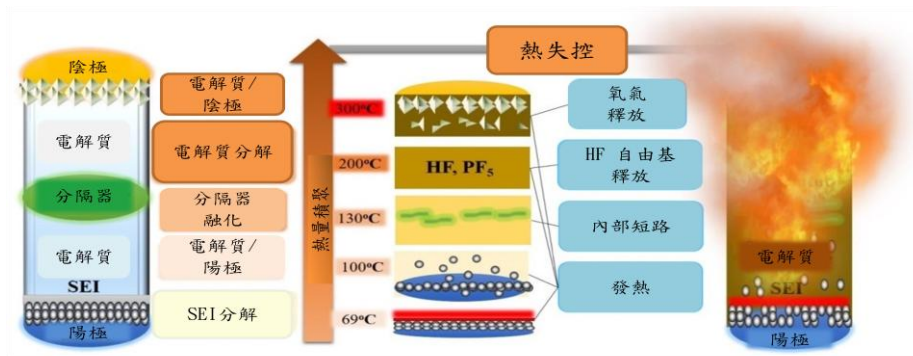 陰極
電解質
分隔器
電解質
SEI
陽極
電解質/
陰極
電解質分解
分隔器
融化
電解質/
陽極
SEI分解
熱量積聚
熱失控
300℃
200℃
130℃
100℃
69℃
HF, PF5
氧氣
釋放
HF 自由基
釋放
內部短路
發熱
電解質
SEI
陽極